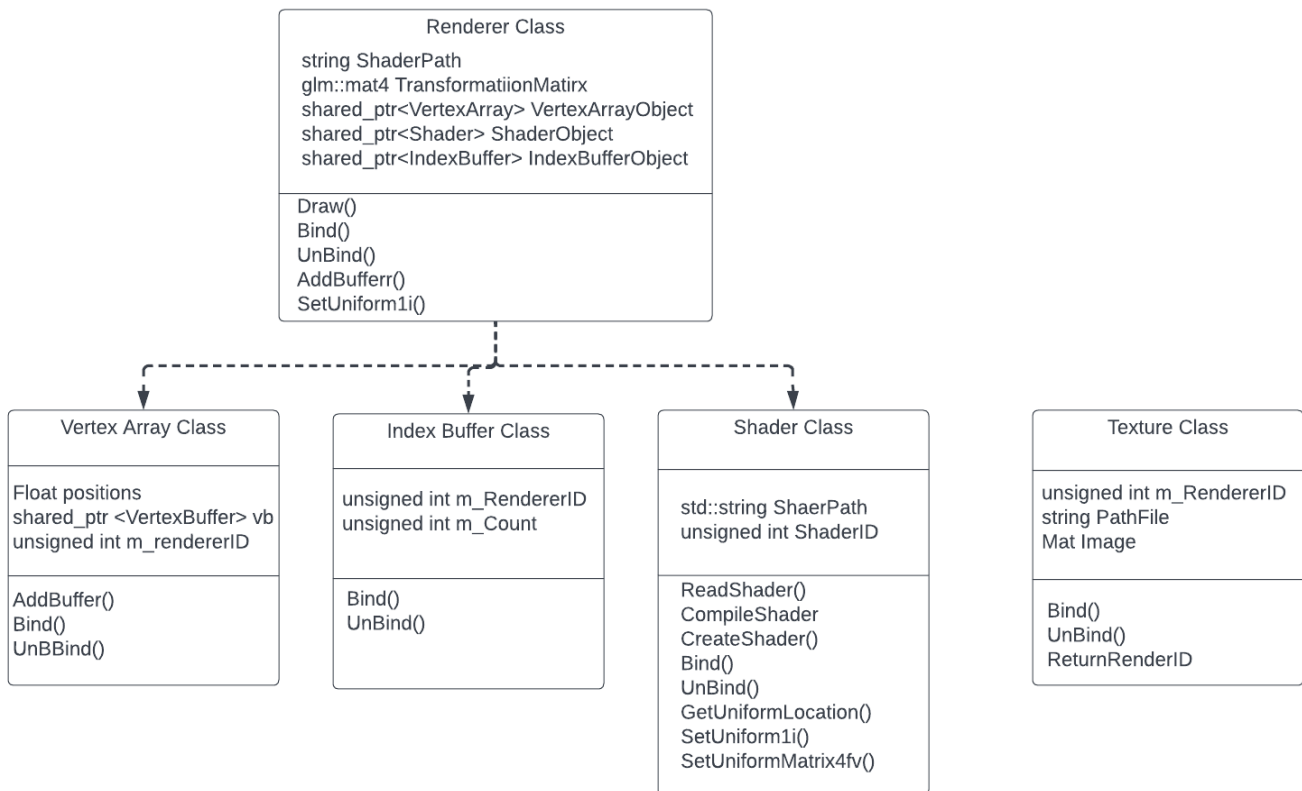 Renderer Class
string ShaderPath
glm::mat4 TransformatiionMatirx
shared_ptr<VertexArray> VertexArrayObject
shared_ptr<Shader> ShaderObject
shared_ptr<IndexBuffer> IndexBufferObject
Draw()
Bind()
UnBind()
AddBufferr()
SetUniform1i()
Vertex Array Class
Float positions
shared_ptr <VertexBuffer> vb
unsigned int m_rendererID
AddBuffer()
Bind()
UnBBind()
Index Buffer Class
unsigned int m_RendererID
unsigned int m_Count
Bind()
UnBind()
Shader Class
std::string ShaerPath
unsigned int ShaderID
ReadShader()
CompileShader
CreateShader()
Bind()
UnBind()
GetUniformLocation()
SetUniform1i()
SetUniformMatrix4fv()
Texture Class
unsigned int m_RendererID
string PathFile
Mat Image
Bind()
UnBind()
ReturnRenderID